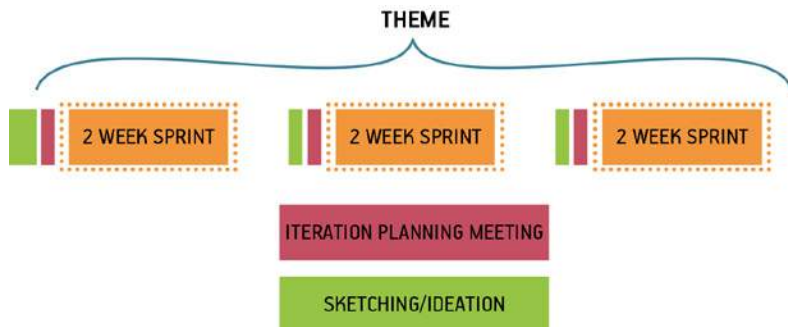 THEME
2 WEEK SPRINT
2 WEEK SPRINT
2 WEEK SPRINT
ITERATION PLANNING MEETING
SKETCHING/IDEATION